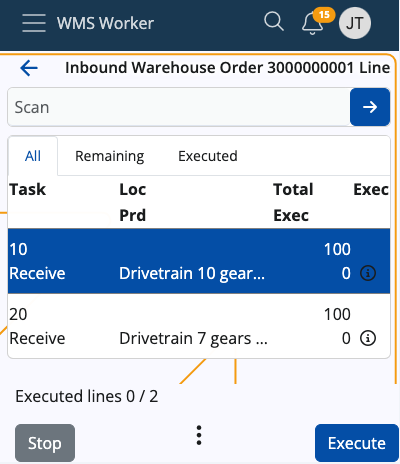 WMS Worker
15
JT
Inbound Warehouse Order 3000000001 Line
Scan
All Remaining Executed
Task Loc Total Exec
Prd Exec
10 100
Receive Drivetrain 10 gear... 0
20 100
Receive Drivetrain 7 gears ... 0
Executed lines 0 / 2
Stop Execute